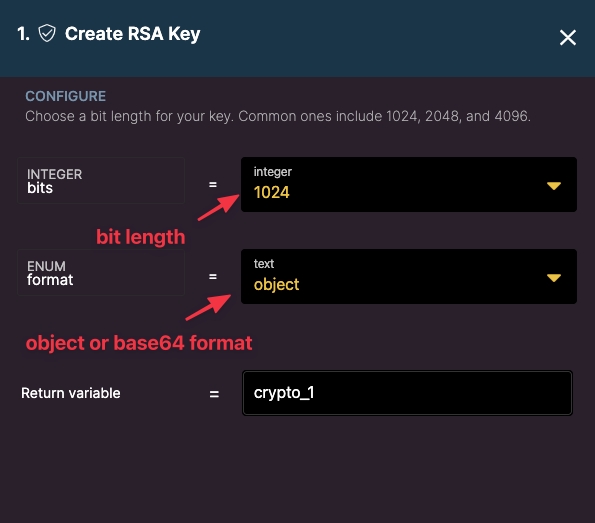 1. Create RSA Key
CONFIGURE
Choose a bit length for your key. Common ones include 1024, 2048, and 4096.
INTEGER
bits
=
integer
1024
bit length
ENUM
format
=
text
object
object or base64 format
Return variable = crypto_1